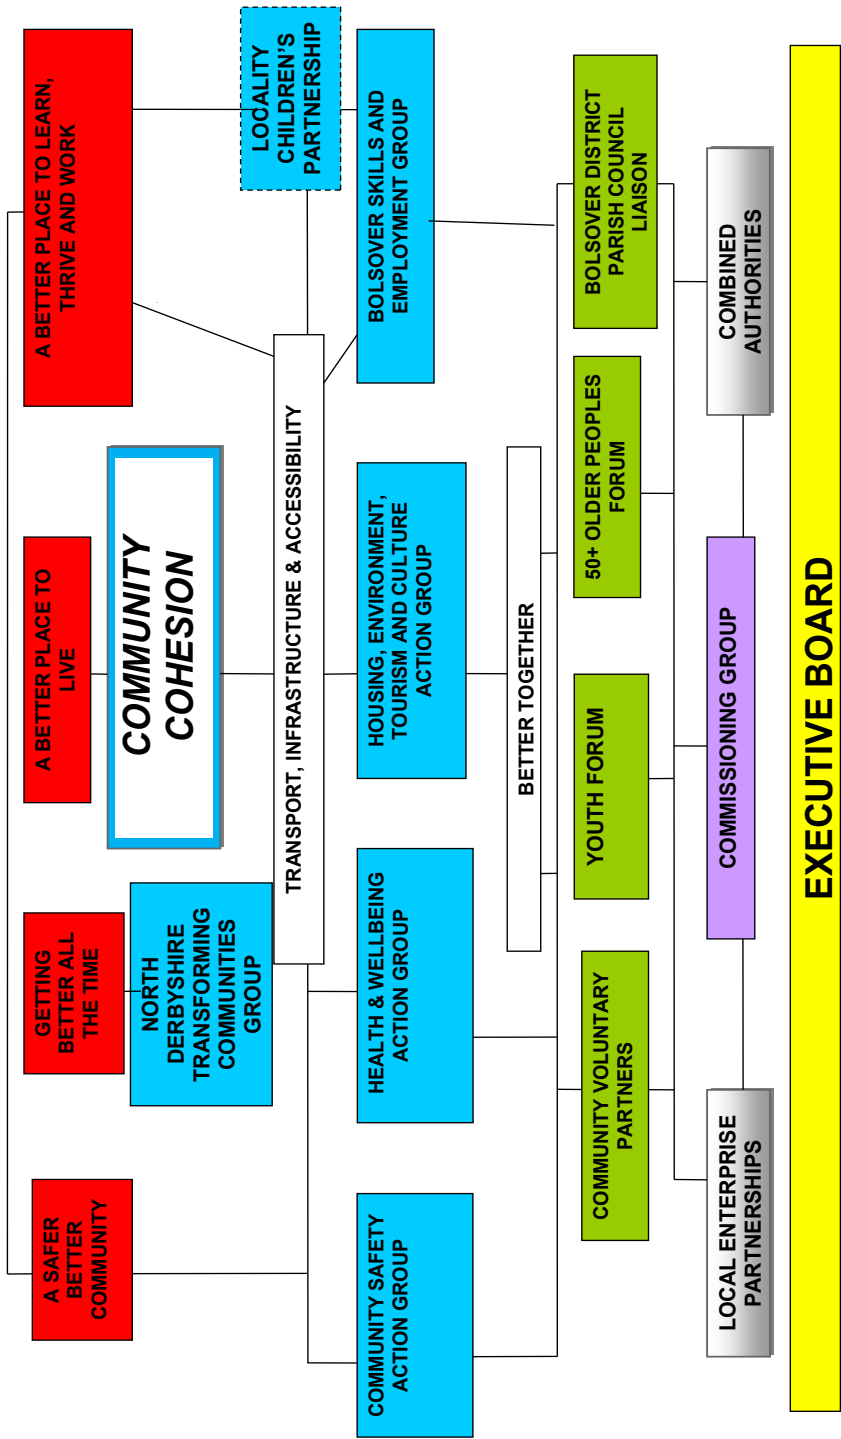 A SAFER
BETTER
COMMUNITY
GETTING
BETTER ALL
THE TIME
A BETTER PLACE TO
LIVE
A BETTER PLACE TO LEARN,
THRIVE AND WORK
NORTH
DERBYSHIRE
TRANSFORMING
COMMUNITIES
GROUP
COMMUNITY
COHESION
LOCALITY
CHILDREN’S
PARTNERSHIP
TRANSPORT, INFRASTRUCTURE & ACCESSIBILITY
COMMUNITY SAFETY
ACTION GROUP
HEALTH & WELLBEING
ACTION GROUP
HOUSING, ENVIRONMENT,
TOURISM AND CULTURE
ACTION GROUP
BOLSOVER SKILLS AND
EMPLOYMENT GROUP
BETTER TOGETHER
COMMUNITY VOLUNTARY
PARTNERS
YOUTH FORUM
50+ OLDER PEOPLES
FORUM
BOLSOVER DISTRICT
PARISH COUNCIL
LIAISON
LOCAL ENTERPRISE
PARTNERSHIPS
COMMISSIONING GROUP
COMBINED
AUTHORITIES
EXECUTIVE BOARD